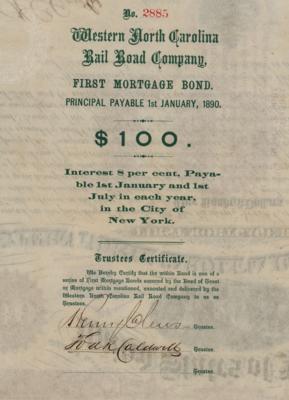 No. 2885
Western North Carolina
Rail Road Company,
FIRST MORTGAGE BOND.
PRINCIPAL PAYABLE 1st JANUARY, 1890.
$100.
Interest 8 per cent, Paya-
ble 1st January and 1st
July in each year,
in the City of
New York.
Trustees Certificate.
We Hereby Certify that the within Bond is one of a
series of First Mortgage Bonds secured by the Deed of Trust
or Mortgage within mentioned, executed and delivered by the
Western North Carolina Rail Road Company to us as
Trustees.
Henry Clews Trustee.
Tod R Caldwell Trustee.
Trustee.